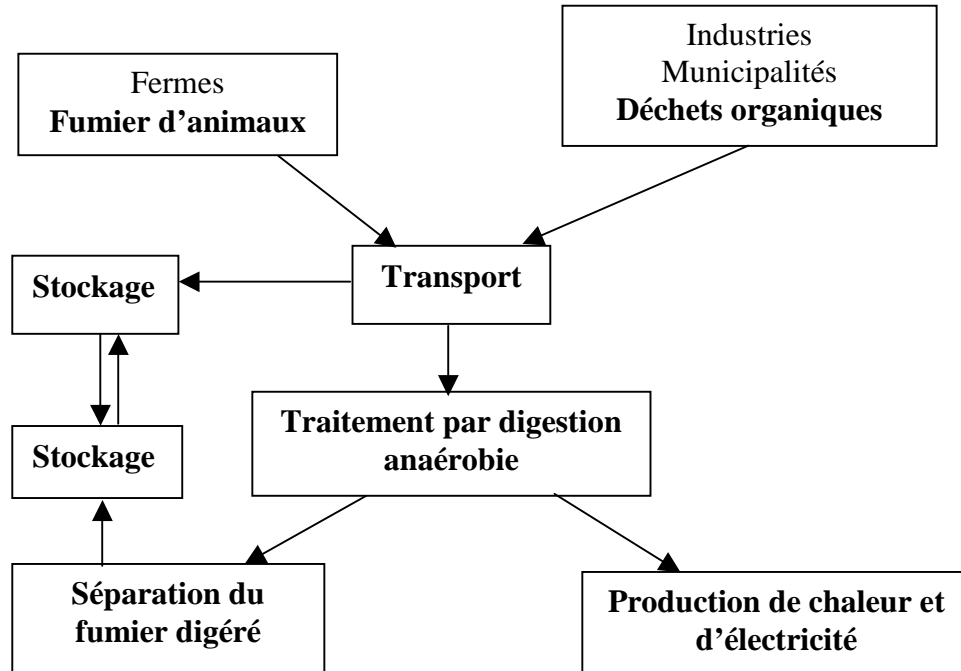 Fermes
Fumier d’animaux
Industries
Municipalités
Déchets organiques
Transport
Stockage
Traitement par digestion
anaérobie
Stockage
Séparation du
fumier digéré
Production de chaleur et
d’électricité